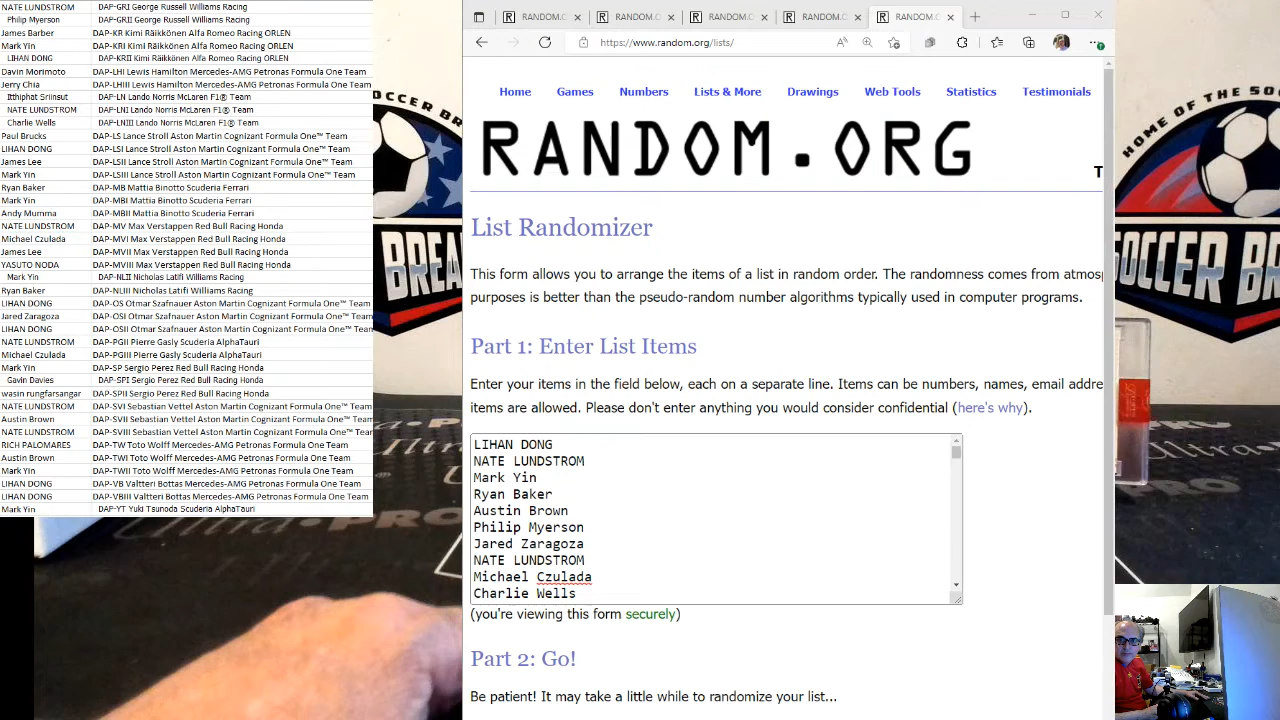 NATE LUNDSTROM DAP-GRI George Russell Williams Racing
Philip Myerson DAP-GRII George Russell Williams Racing
James Barber DAP-KR Kimi Räikkönen Alfa Romeo Racing ORLEN
Mark Yin DAP-KRI Kimi Räikkönen Alfa Romeo Racing ORLEN
LIHAN DONG DAP-KRII Kimi Räikkönen Alfa Romeo Racing ORLEN
Davin Morimoto DAP-LHI Lewis Hamilton Mercedes-AMG Petronas Formula One Team
Jerry Chia DAP-LHIII Lewis Hamilton Mercedes-AMG Petronas Formula One Team
Itthiphat Sriinsut DAP-LN Lando Norris McLaren F1® Team
NATE LUNDSTROM DAP-LNI Lando Norris McLaren F1® Team
Charlie Wells DAP-LNIII Lando Norris McLaren F1® Team
Paul Brucks DAP-LS Lance Stroll Aston Martin Cognizant Formula One™ Team
LIHAN DONG DAP-LSI Lance Stroll Aston Martin Cognizant Formula One™ Team
James Lee DAP-LSII Lance Stroll Aston Martin Cognizant Formula One™ Team
Mark Yin DAP-LSIII Lance Stroll Aston Martin Cognizant Formula One™ Team
Ryan Baker DAP-MB Mattia Binotto Scuderia Ferrari
Mark Yin DAP-MBI Mattia Binotto Scuderia Ferrari
Andy Mumma DAP-MBII Mattia Binotto Scuderia Ferrari
NATE LUNDSTROM DAP-MV Max Verstappen Red Bull Racing Honda
Michael Czulada DAP-MVI Max Verstappen Red Bull Racing Honda
James Lee DAP-MVII Max Verstappen Red Bull Racing Honda
YASUTO NODA DAP-MVIII Max Verstappen Red Bull Racing Honda
Mark Yin DAP-NLII Nicholas Latifi Williams Racing
Ryan Baker DAP-NLIII Nicholas Latifi Williams Racing
LIHAN DONG DAP-OS Otmar Szafnauer Aston Martin Cognizant Formula One™ Team
Jared Zaragoza DAP-OSI Otmar Szafnauer Aston Martin Cognizant Formula One™ Team
LIHAN DONG DAP-OSII Otmar Szafnauer Aston Martin Cognizant Formula One™ Team
NATE LUNDSTROM DAP-PGII Pierre Gasly Scuderia AlphaTauri
Michael Czulada DAP-PGIII Pierre Gasly Scuderia AlphaTauri
Mark Yin DAP-SP Sergio Perez Red Bull Racing Honda
Gavin Davies DAP-SPI Sergio Perez Red Bull Racing Honda
wasin rungfarsangar DAP-SPII Sergio Perez Red Bull Racing Honda
NATE LUNDSTROM DAP-SVI Sebastian Vettel Aston Martin Cognizant Formula One™ Team
Austin Brown DAP-SVII Sebastian Vettel Aston Martin Cognizant Formula One™ Team
NATE LUNDSTROM DAP-SVIII Sebastian Vettel Aston Martin Cognizant Formula One™ Team
RICH PALOMARES DAP-TW Toto Wolff Mercedes-AMG Petronas Formula One Team
Austin Brown DAP-TWI Toto Wolff Mercedes-AMG Petronas Formula One Team
Mark Yin DAP-TWII Toto Wolff Mercedes-AMG Petronas Formula One Team
LIHAN DONG DAP-VB Valtteri Bottas Mercedes-AMG Petronas Formula One Team
LIHAN DONG DAP-VBIII Valtteri Bottas Mercedes-AMG Petronas Formula One Team
Mark Yin DAP-YT Yuki Tsunoda Scuderia AlphaTauri
RANDOM.O RANDOM.O RANDOM.O RANDOM.O RANDOM.O
https://www.random.org/lists/
Home Games Numbers Lists & More Drawings Web Tools Statistics Testimonials
RANDOM.ORG
T
List Randomizer
This form allows you to arrange the items of a list in random order. The randomness comes from atmos
purposes is better than the pseudo-random number algorithms typically used in computer programs.
Part 1: Enter List Items
Enter your items in the field below, each on a separate line. Items can be numbers, names, email addre
items are allowed. Please don't enter anything you would consider confidential (here's why).
LIHAN DONG
NATE LUNDSTROM
Mark Yin
Ryan Baker
Austin Brown
Philip Myerson
Jared Zaragoza
NATE LUNDSTROM
Michael Czulada
Charlie Wells
(you're viewing this form securely)
Part 2: Go!
Be patient! It may take a little while to randomize your list...
OCCER BR
BREA
HOME OF THE SO
SOCCER
BREA